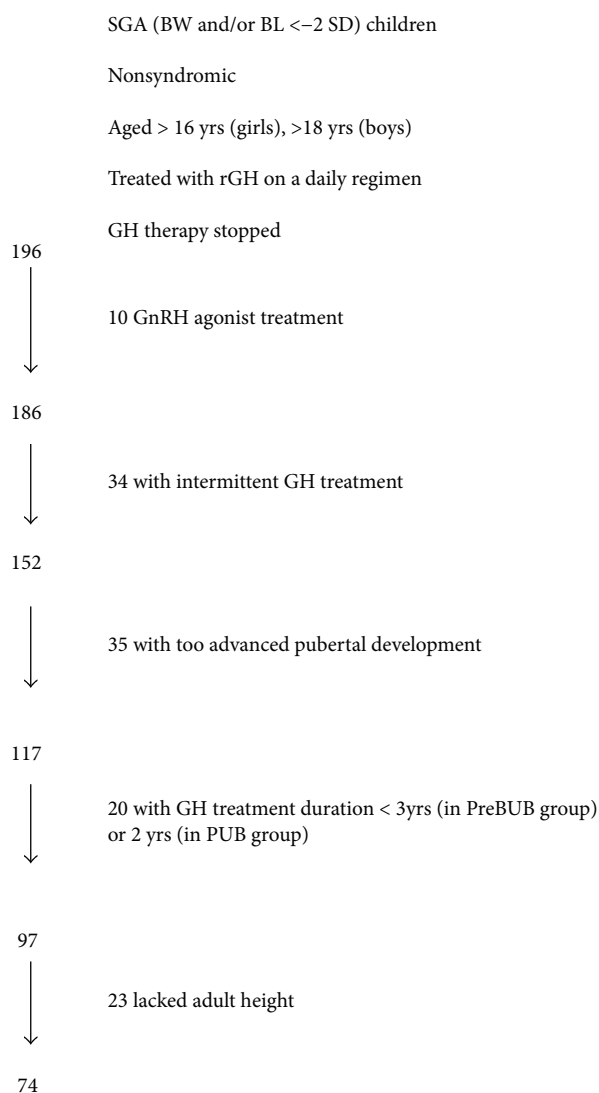 SGA (BW and/or BL <−2 SD) children
Nonsyndromic
Aged > 16 yrs (girls), >18 yrs (boys)
Treated with rGH on a daily regimen
GH therapy stopped
196
10 GnRH agonist treatment
186
34 with intermittent GH treatment
152
35 with too advanced pubertal development
117
20 with GH treatment duration < 3yrs (in PreBUB group)
or 2 yrs (in PUB group)
97
23 lacked adult height
74